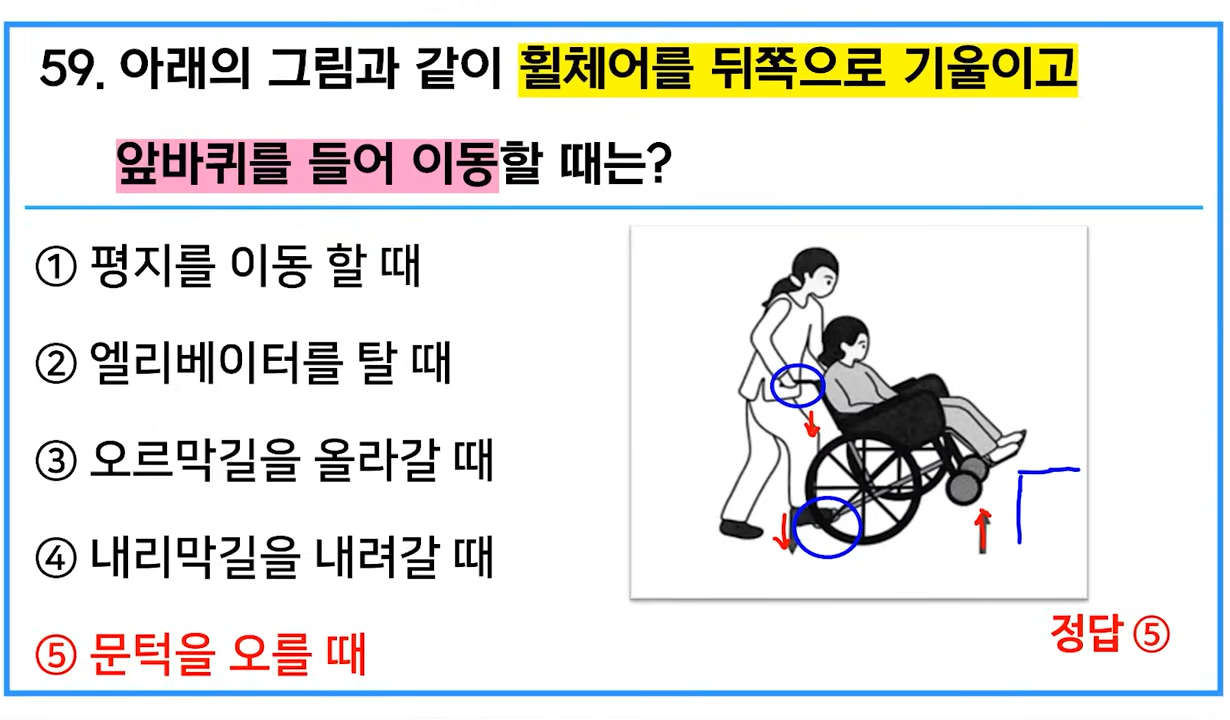 59. 아래의 그림과 같이 휠체어를 뒤쪽으로 기울이고
앞바퀴를 들어 이동할 때는?
① 평지를 이동 할 때
② 엘리베이터를 탈 때
③ 오르막길을 올라갈 때
④ 내리막길을 내려갈 때
⑤ 문턱을 오를 때
정답 ⑤